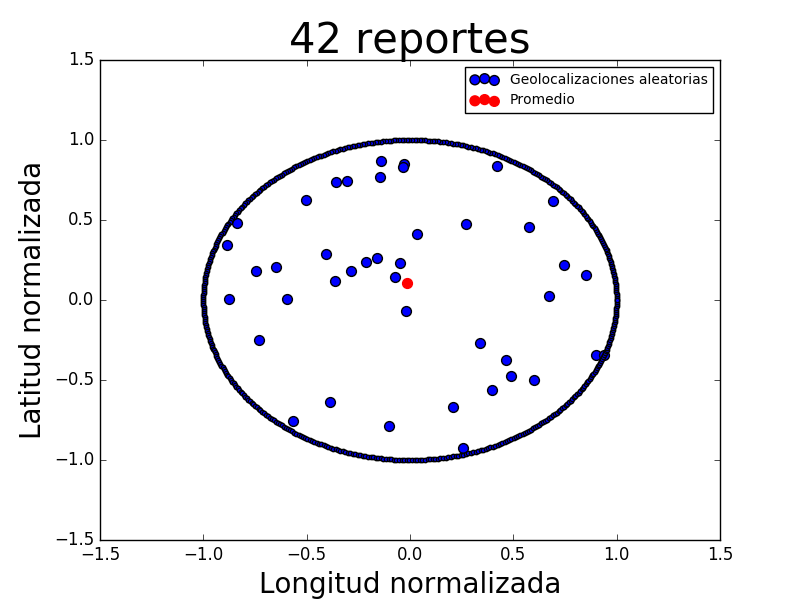 42 reportes
Geolocalizaciones aleatorias
Promedio
Latitud normalizada
1.5
1.0
0.5
0.0
−0.5
−1.0
−1.5
−1.5 −1.0 −0.5 0.0 0.5 1.0 1.5
Longitud normalizada